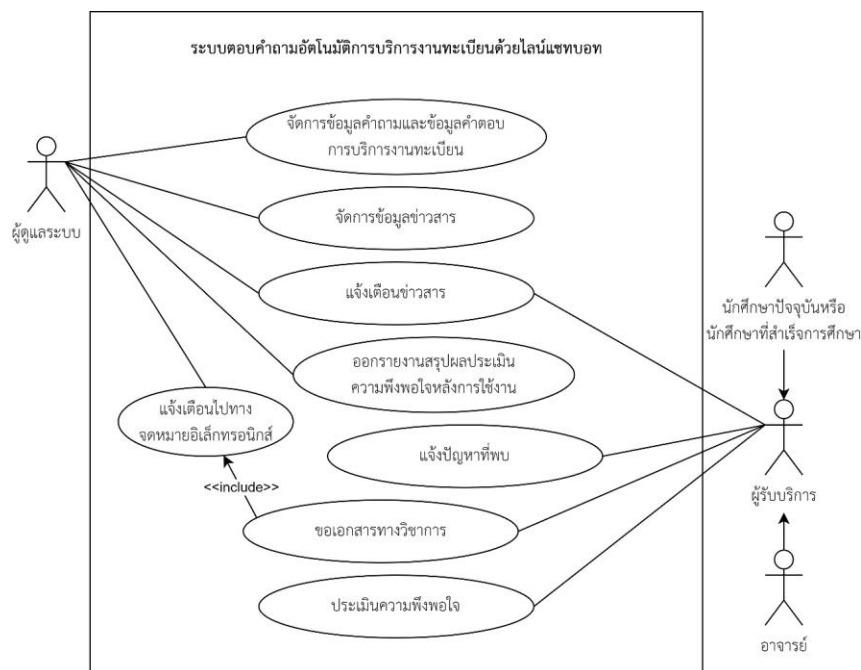 ระบบตอบคำถามอัตโนมัติการบริการงานทะเบียนด้วยไลน์แชทบอท
จัดการข้อมูลคำถามและข้อมูลคำตอบ
การบริการงานทะเบียน
ผู้ดูแลระบบ
จัดการข้อมูลข่าวสาร
แจ้งเตือนข่าวสาร
นักศึกษาปัจจุบันหรือ
นักศึกษาที่สำเร็จการศึกษา
ออกรายงานสรุปผลประเมิน
ความพึงพอใจหลังการใช้งาน
แจ้งเตือนไปทาง
จดหมายอิเล็กทรอนิกส์
แจ้งปัญหาที่พบ
ผู้รับบริการ
<<include>>
ขอเอกสารทางวิชาการ
ประเมินความพึงพอใจ
อาจารย์